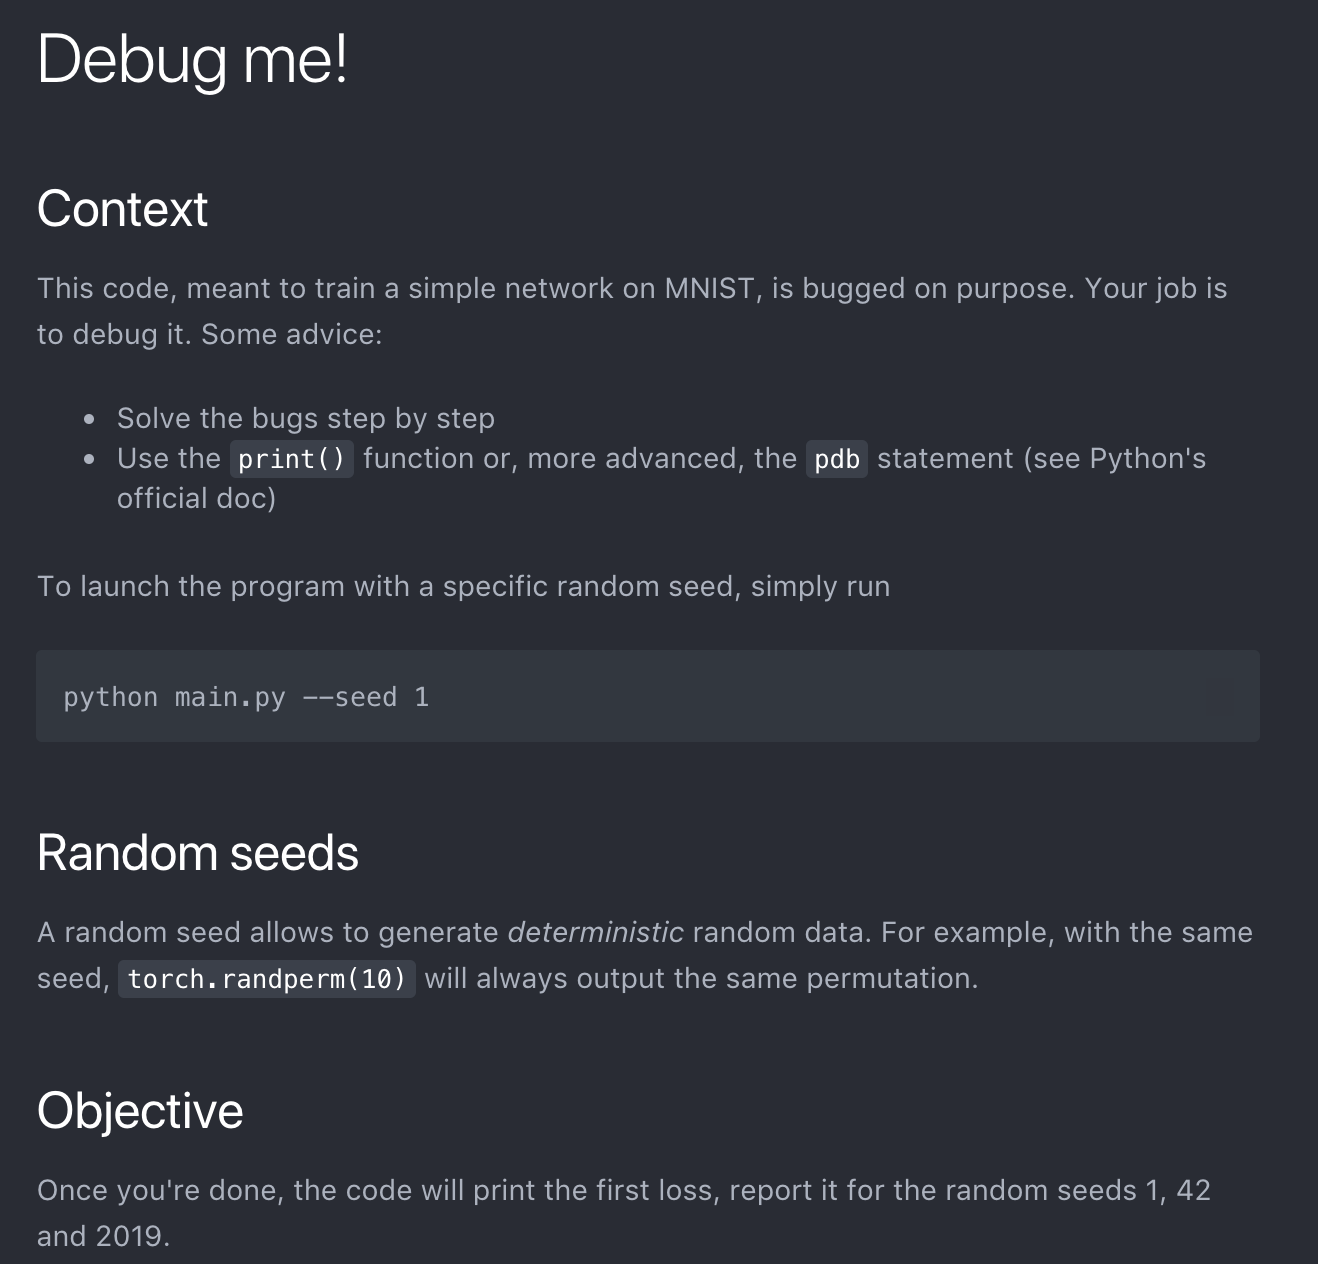 Debug me!
Context
This code, meant to train a simple network on MNIST, is bugged on purpose. Your job is
to debug it. Some advice:
• Solve the bugs step by step
• Use the print() function or, more advanced, the pdb statement (see Python's
official doc)
To launch the program with a specific random seed, simply run
python main.py --seed 1
Random seeds
A random seed allows to generate deterministic random data. For example, with the same
seed, torch.randperm(10) will always output the same permutation.
Objective
Once you're done, the code will print the first loss, report it for the random seeds 1, 42
and 2019.